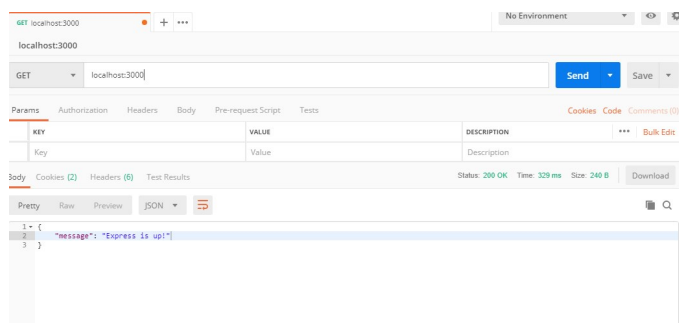 GET localhost:3000 + ••• No Environment
localhost:3000
GET localhost:3000 Send Save
Params Authorization Headers Body Pre-request Script Tests Cookies Code Comments (0)
KEY VALUE DESCRIPTION ••• Bulk Edit
Key Value Description
Body Cookies (2) Headers (6) Test Results Status: 200 OK Time: 329 ms Size: 240 B Download
Pretty Raw Preview JSON
1 {
2 "message": "Express is up!"
3 }